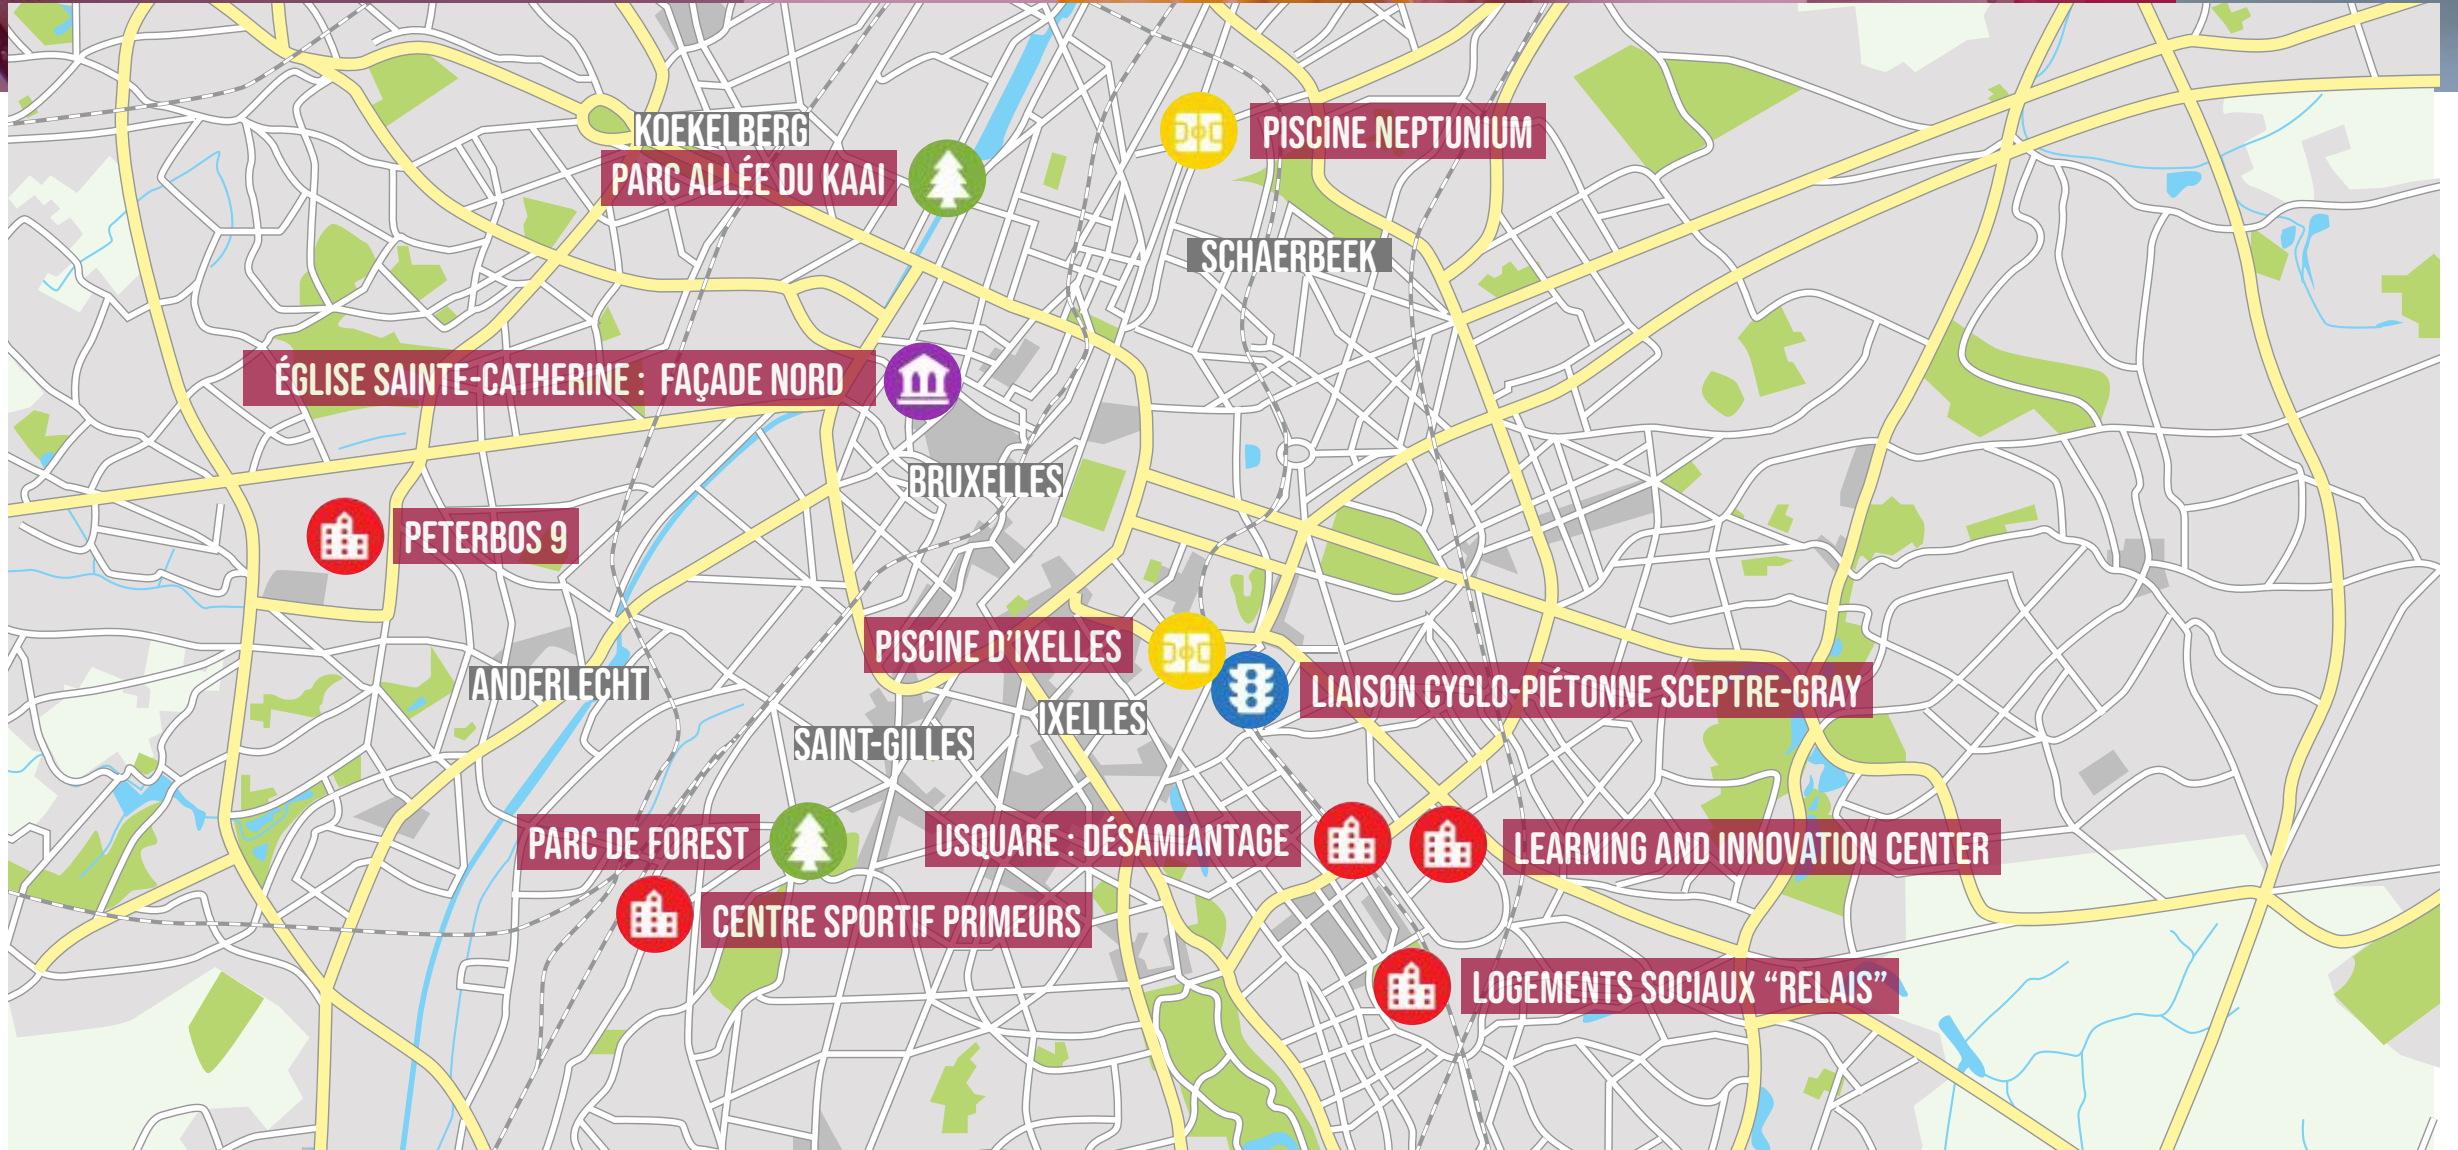 KOEKELBERG
PISCINE NEPTUNIUM
PARC ALLÉE DU KAAI
SCHAERBEEK
ÉGLISE SAINTE-CATHERINE : FAÇADE NORD
BRUXELLES
PETERBOS 9
PISCINE D’IXELLES
ANDERLECHT
LIAISON CYCLO-PIÉTONNE SCEPTRE-GRAY
IXELLES
SAINT-GILLES
PARC DE FOREST
USQUARE : DÉSAMIANTAGE
LEARNING AND INNOVATION CENTER
CENTRE SPORTIF PRIMEURS
LOGEMENTS SOCIAUX “RELAIS”